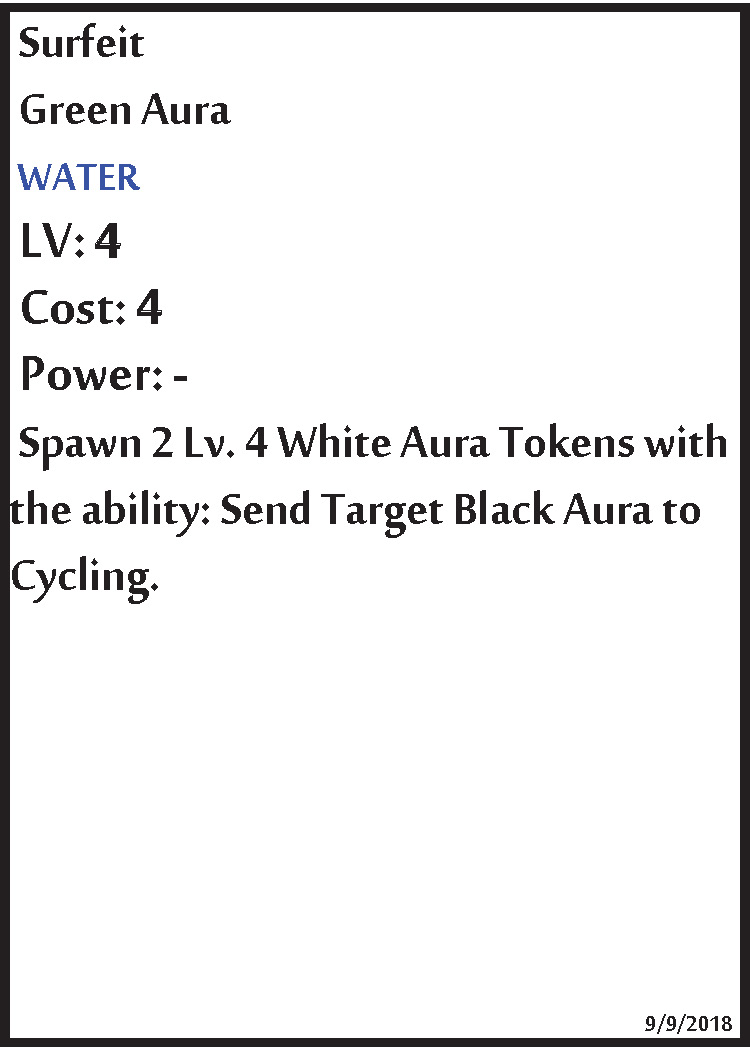 Surfeit
Green Aura
WATER
LV: 4
Cost: 4
Power: -
Spawn 2 Lv. 4 White Aura Tokens with
the ability: Send Target Black Aura to
Cycling.
9/9/2018